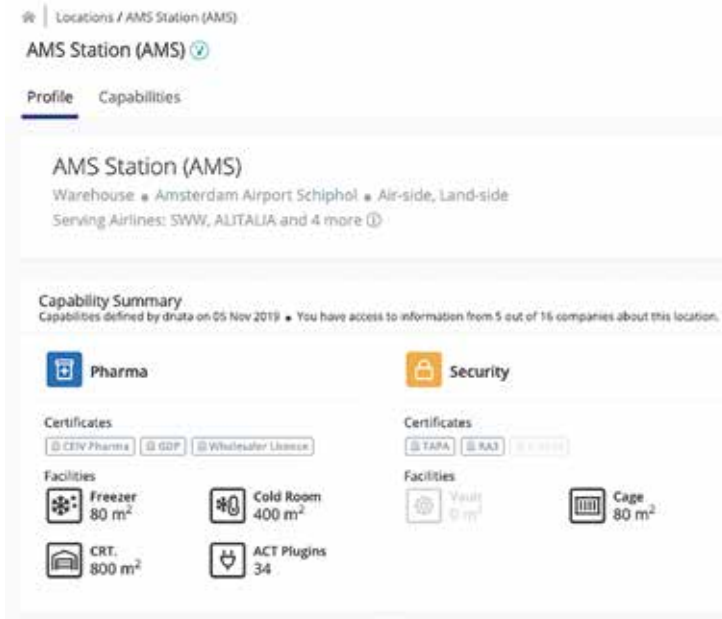 Locations / AMS Station (AMS)
AMS Station (AMS)
Profile Capabilities
AMS Station (AMS)
Warehouse • Amsterdam Airport Schiphol • Air-side, Land-side
Serving Airlines: SWW, ALITALIA and 4 more
Capability Summary
Capabilities defined by dnata on 05 Nov 2019 • You have access to information from 5 out of 16 companies about this location.
Pharma
Certificates
CEIV Pharma GDP Wholesaler Licence
Facilities
Freezer
80 m²
Cold Room
400 m²
CRT.
800 m²
ACT Plugins
34
Security
Certificates
TAPA RA3
Facilities
Vault
0 m²
Cage
80 m²